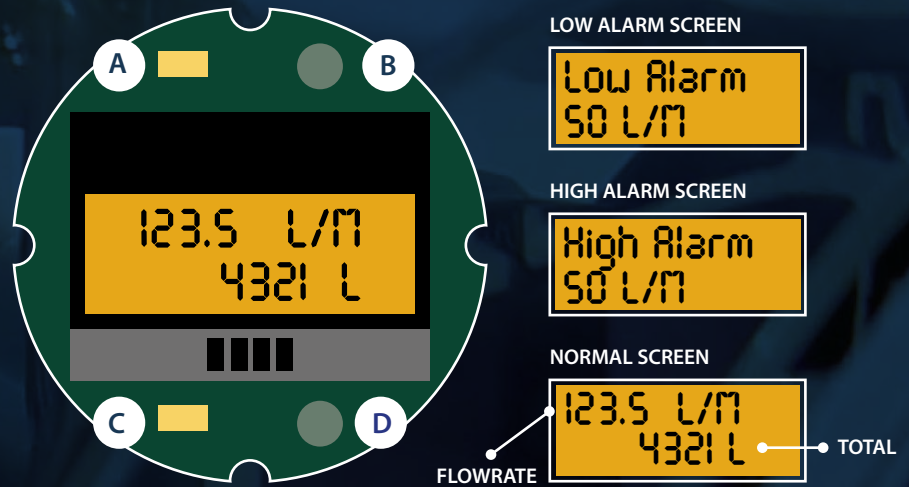 A
B
123.5 L/M
4321 L
C
D
LOW ALARM SCREEN
Low Alarm
50 L/M
HIGH ALARM SCREEN
High Alarm
50 L/M
NORMAL SCREEN
123.5 L/M
4321 L
FLOWRATE
TOTAL